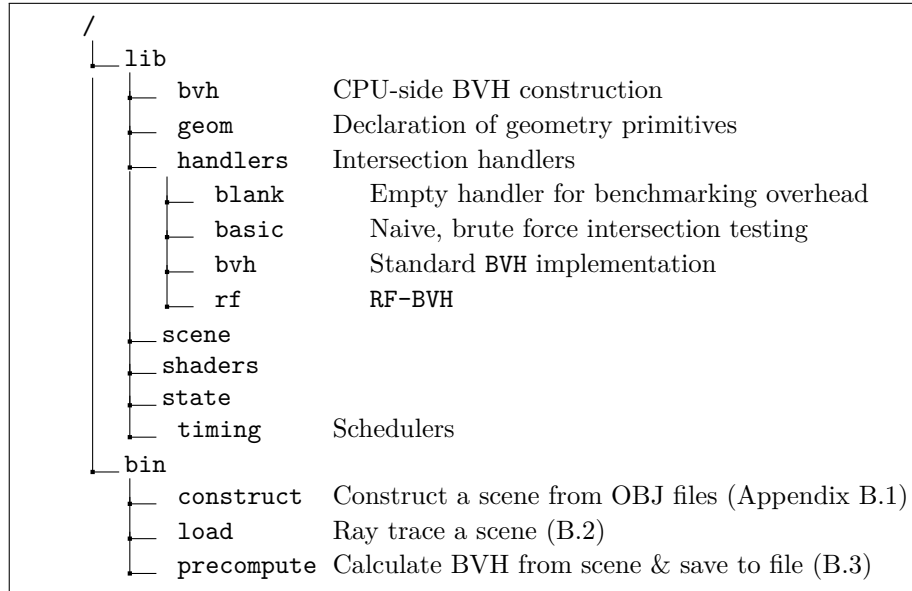 /
lib
bvh CPU-side BVH construction
geom Declaration of geometry primitives
handlers Intersection handlers
blank Empty handler for benchmarking overhead
basic Naive, brute force intersection testing
bvh Standard BVH implementation
rf RF-BVH
scene
shaders
state
timing Schedulers
bin
construct Construct a scene from OBJ files (Appendix B.1)
load Ray trace a scene (B.2)
precompute Calculate BVH from scene & save to file (B.3)